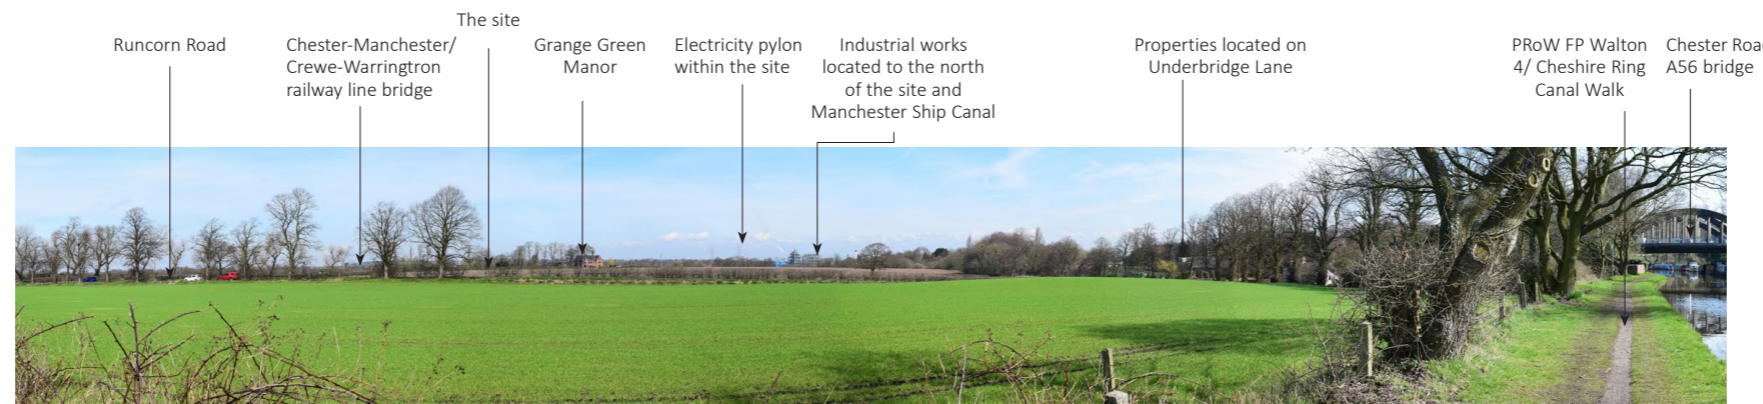 The site
Runcorn Road
Chester-Manchester/
Crewe-Warringtron
railway line bridge
Grange Green
Manor
Electricity pylon
within the site
Industrial works
located to the north
of the site and
Manchester Ship Canal
Properties located on
Underbridge Lane
PRoW FP Walton
4/ Cheshire Ring
Canal Walk
Chester Roa
A56 bridge